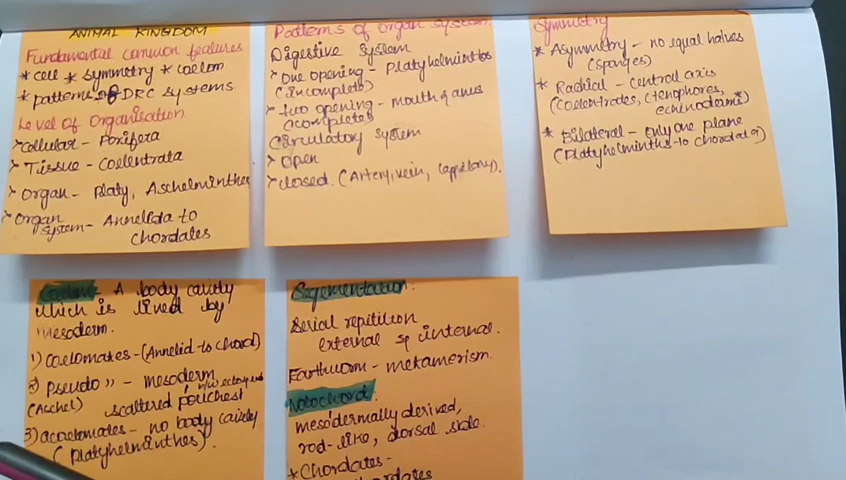 ANIMAL KINGDOM
Fundamental common features
* cell * symmetry * coelom
* patterns of DRC systems
Level of Organisation
> cellular - Porifera
> Tissue - Coelentrata
> Organ - Platy, Aschelminthes
> Organ system - Annelida to
chordates
Patterns of organ system
Digestive System
> One opening - Platyhelminthes
(incomplete)
> two opening - mouth & anus
(complete)
Circulatory system
> Open
> closed. (Artery, vein, capillary).
Symmetry
* Asymmetry - no equal halves
(sponges)
* Radial - central axis
(coelentrates, ctenophores,
echinoderms)
* Bilateral - only one plane
(Platyhelminthes to chordata)
A body cavity
which is lined by
mesoderm.
1) Coelomates - (Annelid to Chord)
2) Pseudo " - mesoderm
(Aschel) scattered pouches b/w ecto
3) acoelomates - no body cavity
(Platyhelminthes).
Segementation.
Serial repitition
external sp internal.
Earthworm - metamerism.
Notochord.
mesodermally derived,
rod-like, dorsal side.
* Chordates -